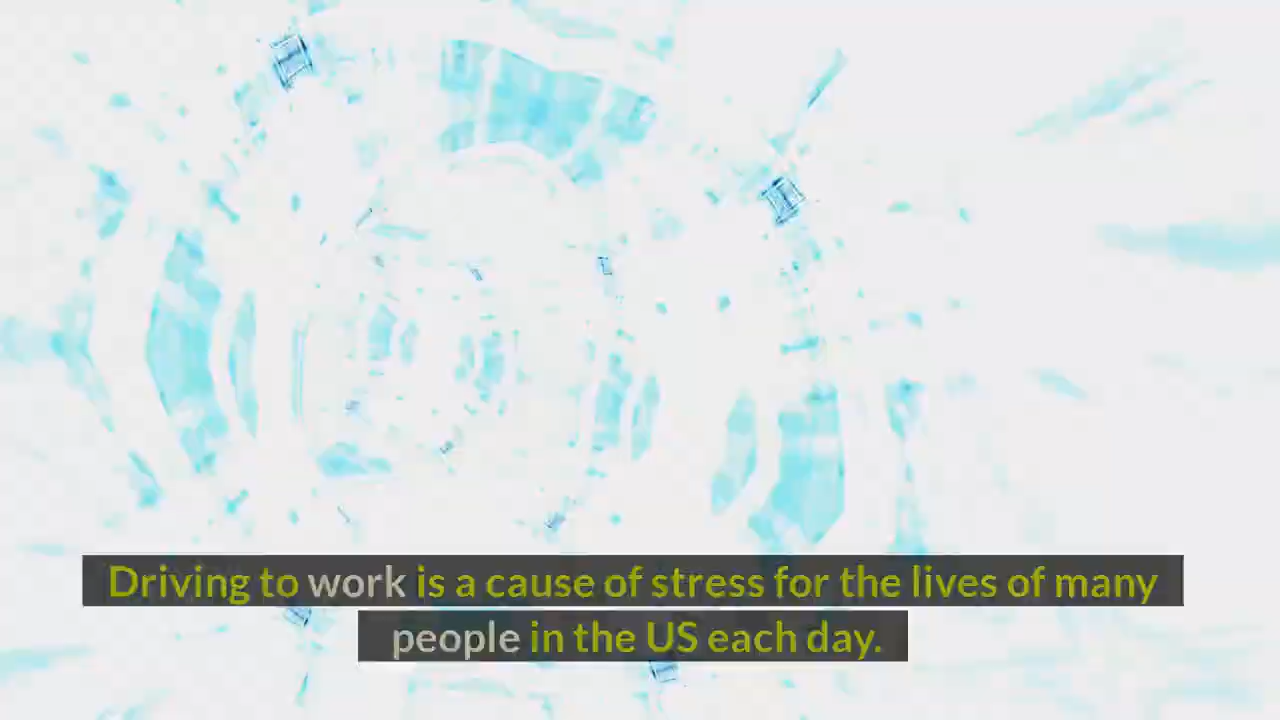 Driving to work is a cause of stress for the lives of many
people in the US each day.